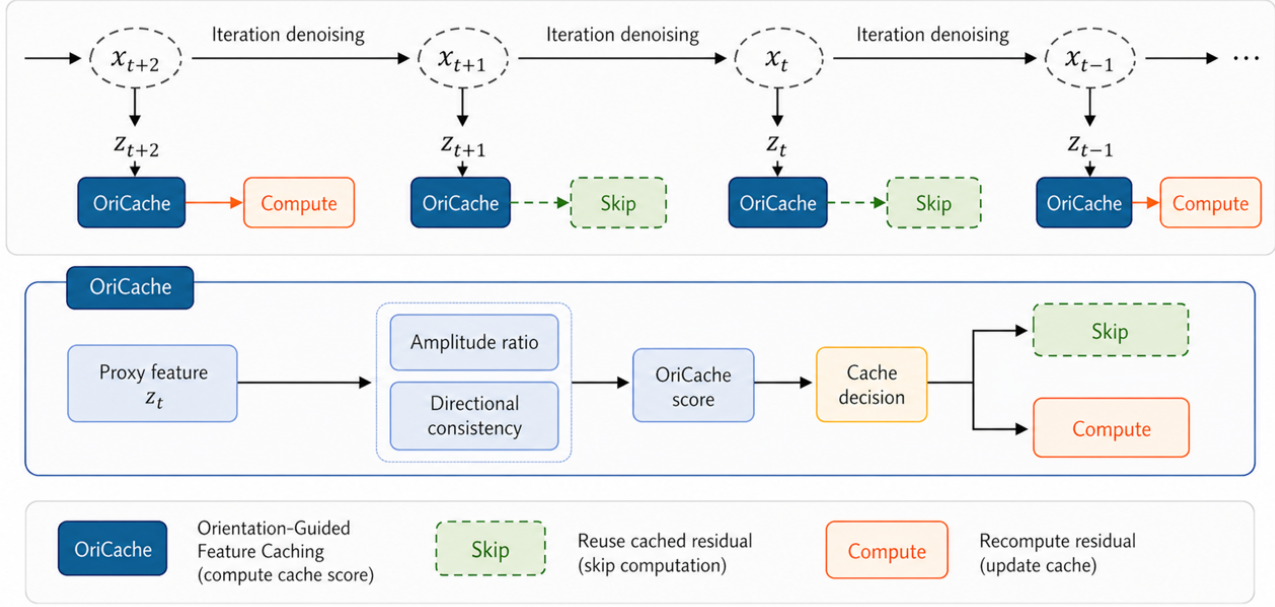 Iteration denoising
Iteration denoising
Iteration denoising
x_{t+2}
x_{t+1}
x_t
x_{t-1}
...
z_{t+2}
z_{t+1}
z_t
z_{t-1}
OriCache
Compute
OriCache
Skip
OriCache
Skip
OriCache
Compute
OriCache
Proxy feature
z_t
Amplitude ratio
Directional
consistency
OriCache
score
Cache
decision
Skip
Compute
OriCache
Orientation-Guided
Feature Caching
(compute cache score)
Skip
Reuse cached residual
(skip computation)
Compute
Recompute residual
(update cache)